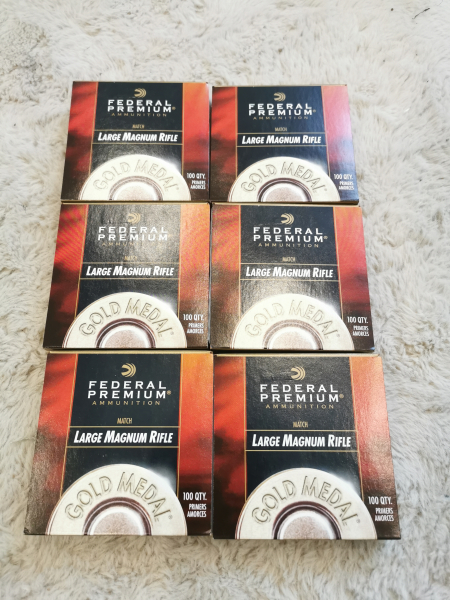 FEDERAL
PREMIUM®
AMMUNITION
MATCH
LARGE MAGNUM RIFLE
GOLD MEDAL®
100 QTY.
PRIMERS
AMORCES
FEDERAL
PREMIUM®
AMMUNITION
MATCH
LARGE MAGNUM RIFLE
GOLD MEDAL®
100 QTY.
PRIMERS
AMORCES
FEDERAL
PREMIUM®
AMMUNITION
MATCH
LARGE MAGNUM RIFLE
GOLD MEDAL®
100 QTY.
PRIMERS
AMORCES
FEDERAL
PREMIUM®
AMMUNITION
MATCH
LARGE MAGNUM RIFLE
GOLD MEDAL®
100 QTY.
PRIMERS
AMORCES
FEDERAL
PREMIUM®
AMMUNITION
MATCH
LARGE MAGNUM RIFLE
GOLD MEDAL®
100 QTY.
PRIMERS
AMORCES
FEDERAL
PREMIUM®
AMMUNITION
MATCH
LARGE MAGNUM RIFLE
GOLD MEDAL®
100 QTY.
PRIMERS
AMORCES